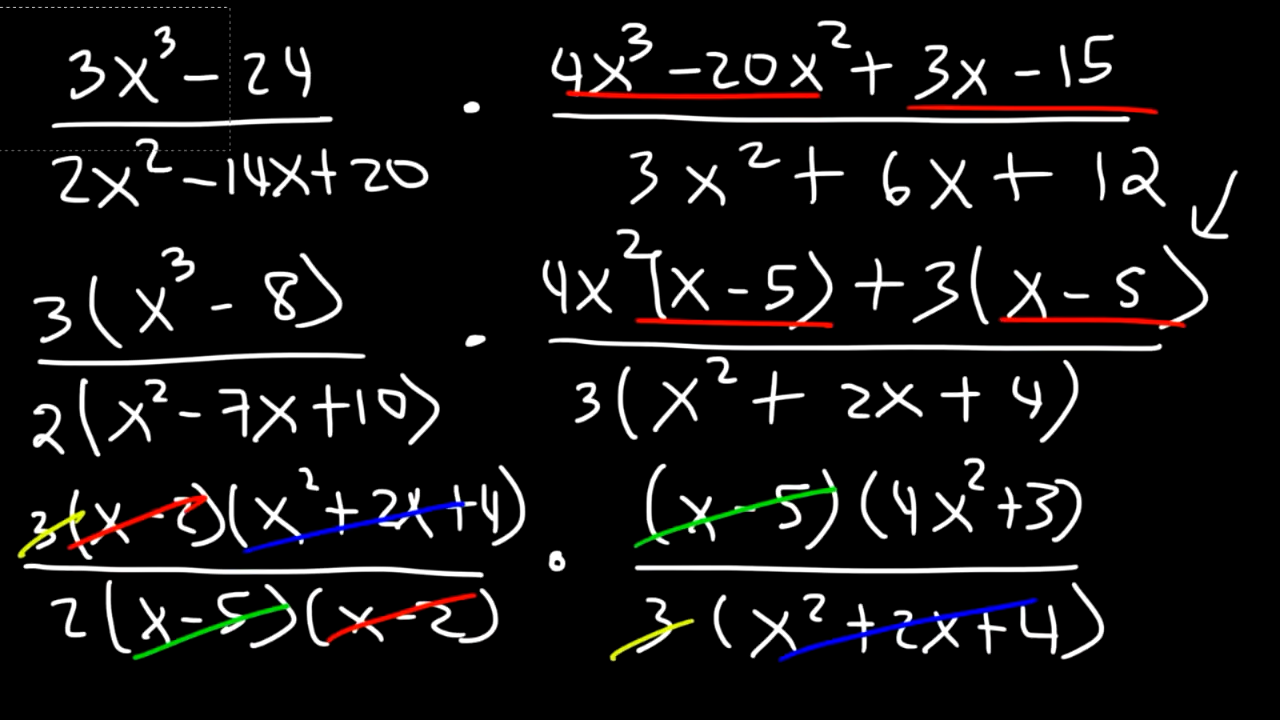 3x³ - 24 · 4x³ - 20x² + 3x - 15
2x² - 14x + 20 3x² + 6x + 12
3(x³ - 8) · 4x²(x - 5) + 3(x - 5)
2(x² - 7x + 10) 3(x² + 2x + 4)
3(x - 2)(x² + 2x + 4) · (x - 5)(4x² + 3)
2(x - 5)(x - 2) 3(x² + 2x + 4)